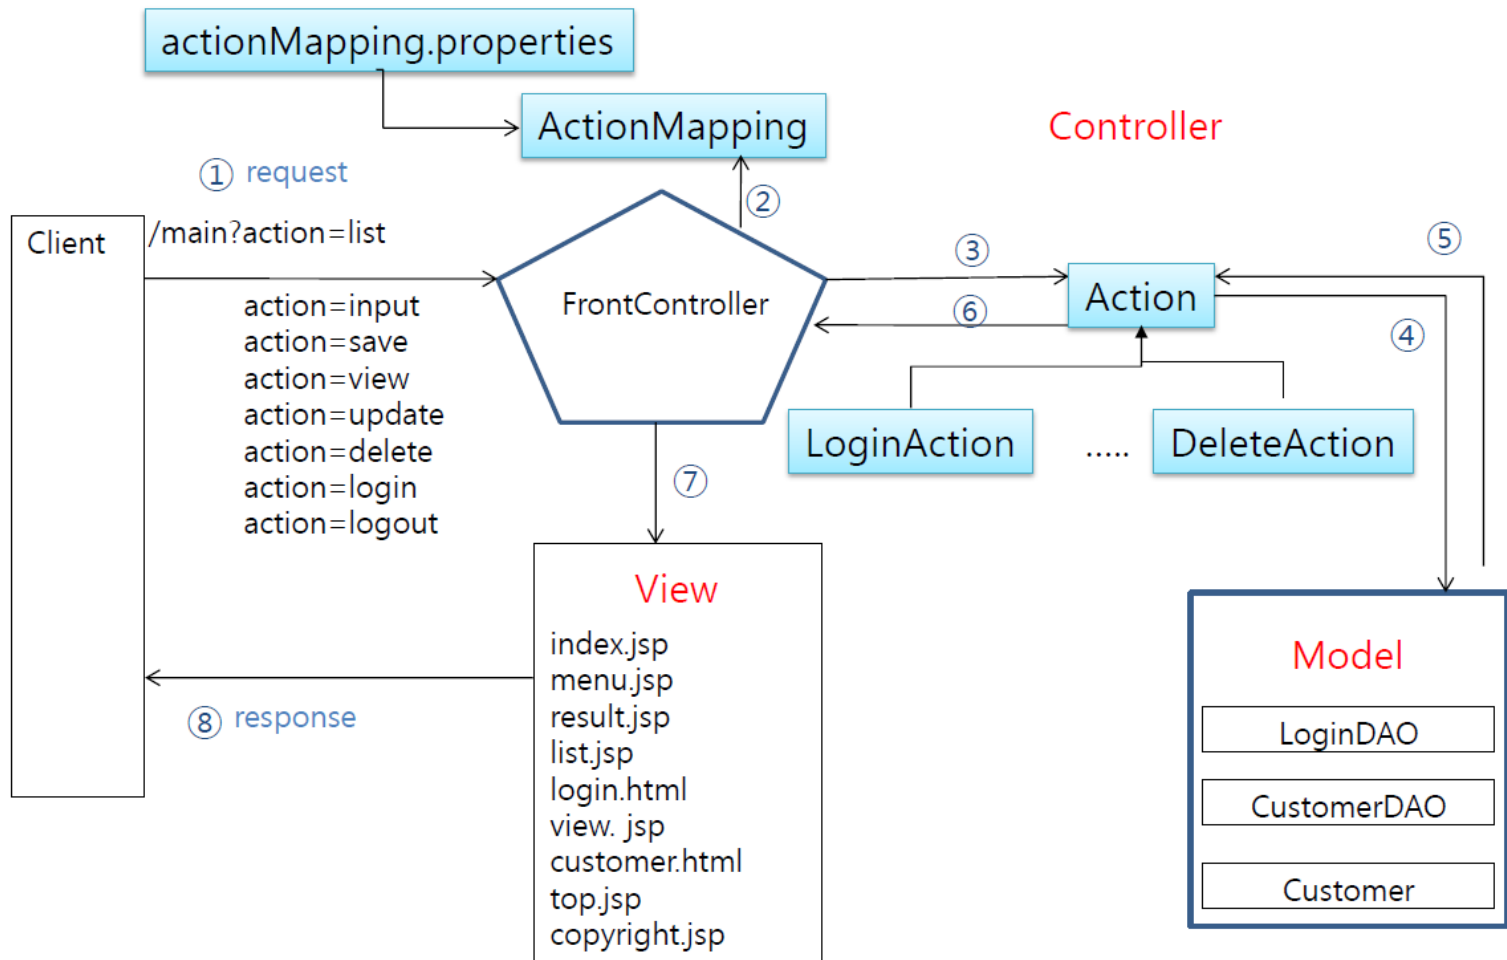 actionMapping.properties
ActionMapping
Controller
① request
②
/main?action=list
Client
③
⑤
action=input
action=save
action=view
action=update
action=delete
action=login
action=logout
FrontController
Action
⑥
④
LoginAction
.....
DeleteAction
⑦
View
index.jsp
menu.jsp
result.jsp
list.jsp
login.html
view. jsp
customer.html
top.jsp
copyright.jsp
⑧ response
Model
LoginDAO
CustomerDAO
Customer